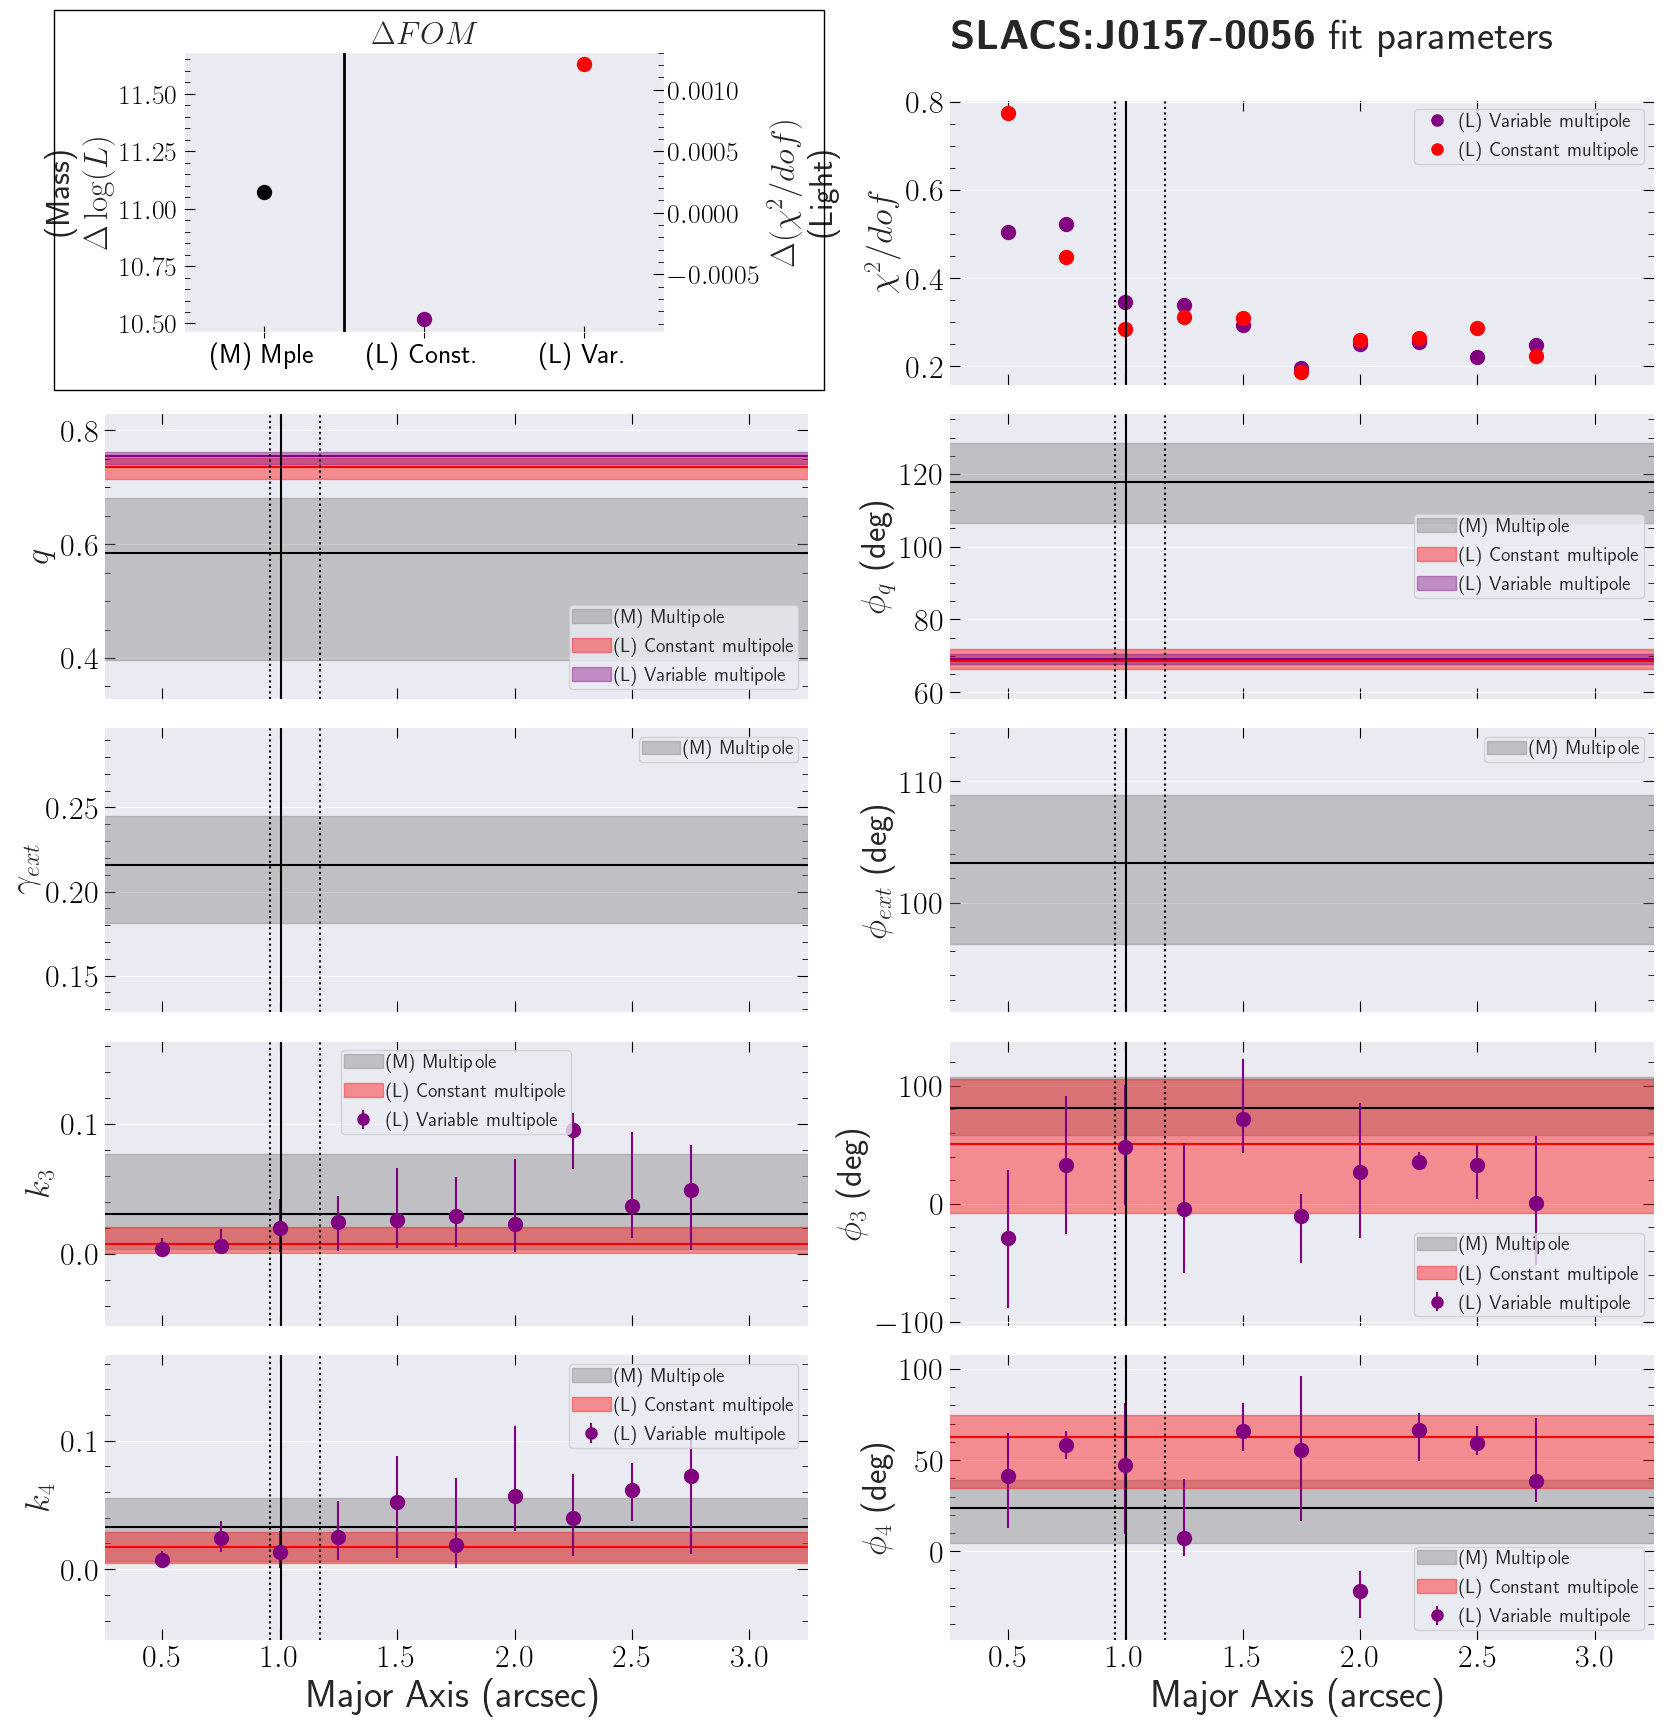 ΔFOM
SLACS:J0157-0056 fit parameters
(Mass)
Δ log(L)
11.50
11.25
11.00
10.75
10.50
0.0010
0.0005
0.0000
−0.0005
Δ(χ²/dof)
(Light)
(M) Mple
(L) Const.
(L) Var.
χ²/dof
0.8
0.6
0.4
0.2
(L) Variable multipole
(L) Constant multipole
q
0.8
0.6
0.4
(M) Multipole
(L) Constant multipole
(L) Variable multipole
ϕ_q (deg)
120
100
80
60
(M) Multipole
(L) Constant multipole
(L) Variable multipole
γ_ext
0.25
0.20
0.15
(M) Multipole
ϕ_ext (deg)
110
100
(M) Multipole
k₃
0.1
0.0
(M) Multipole
(L) Constant multipole
(L) Variable multipole
ϕ₃ (deg)
100
0
−100
(M) Multipole
(L) Constant multipole
(L) Variable multipole
k₄
0.1
0.0
(M) Multipole
(L) Constant multipole
(L) Variable multipole
0.5 1.0 1.5 2.0 2.5 3.0
Major Axis (arcsec)
ϕ₄ (deg)
100
50
0
(M) Multipole
(L) Constant multipole
(L) Variable multipole
0.5 1.0 1.5 2.0 2.5 3.0
Major Axis (arcsec)